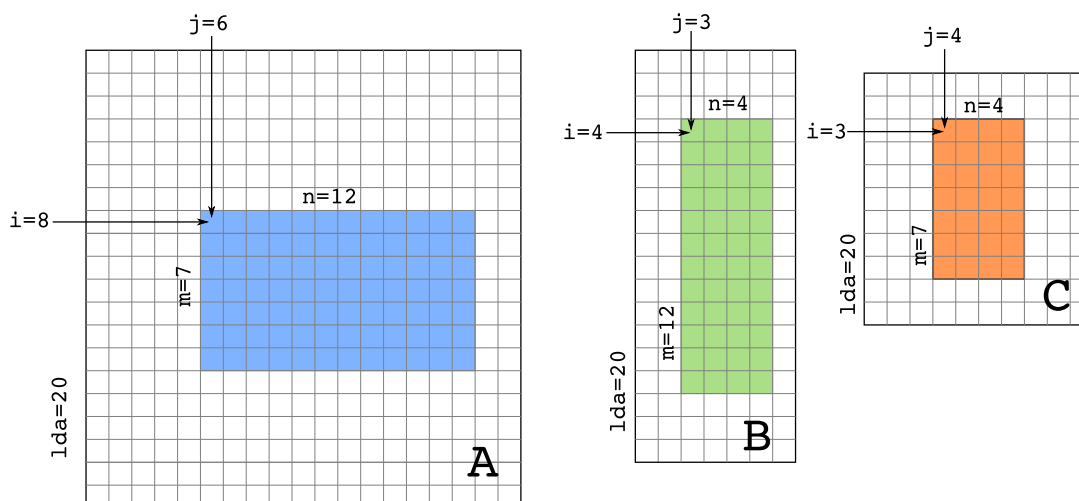 j=6
i=8
n=12
m=7
lda=20
A
j=3
n=4
i=4
m=12
lda=20
B
j=4
n=4
i=3
m=7
lda=20
C